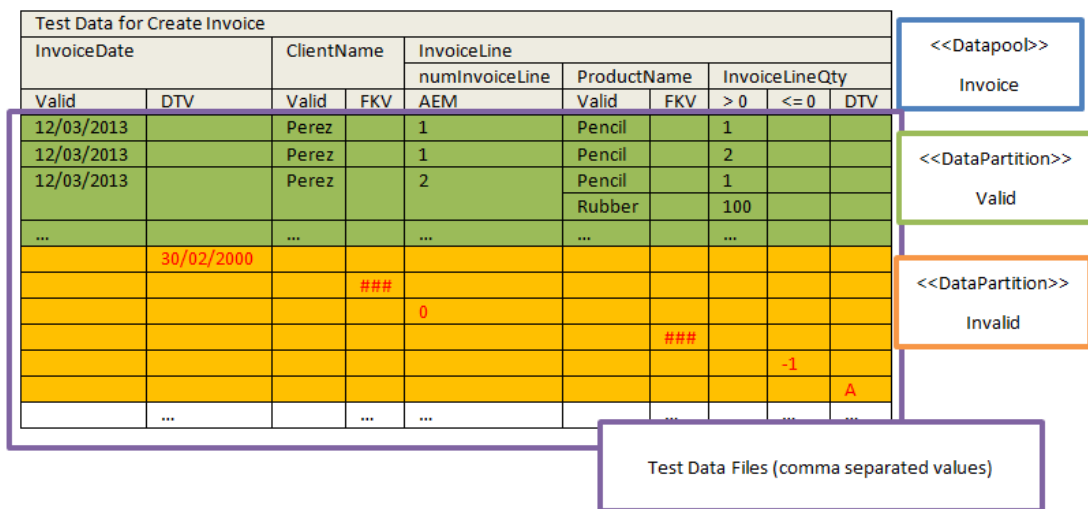 Test Data for Create Invoice
InvoiceDate ClientName InvoiceLine
numInvoiceLine ProductName InvoiceLineQty
Valid DTV Valid FKV AEM Valid FKV > 0 <= 0 DTV
12/03/2013 Perez 1 Pencil 1
12/03/2013 Perez 1 Pencil 2
12/03/2013 Perez 2 Pencil 1
Rubber 100
... ... ... ... ...
30/02/2000
###
0
###
-1
A
... ... ... ... ... ...
<<Datapool>>
Invoice
<<DataPartition>>
Valid
<<DataPartition>>
Invalid
Test Data Files (comma separated values)